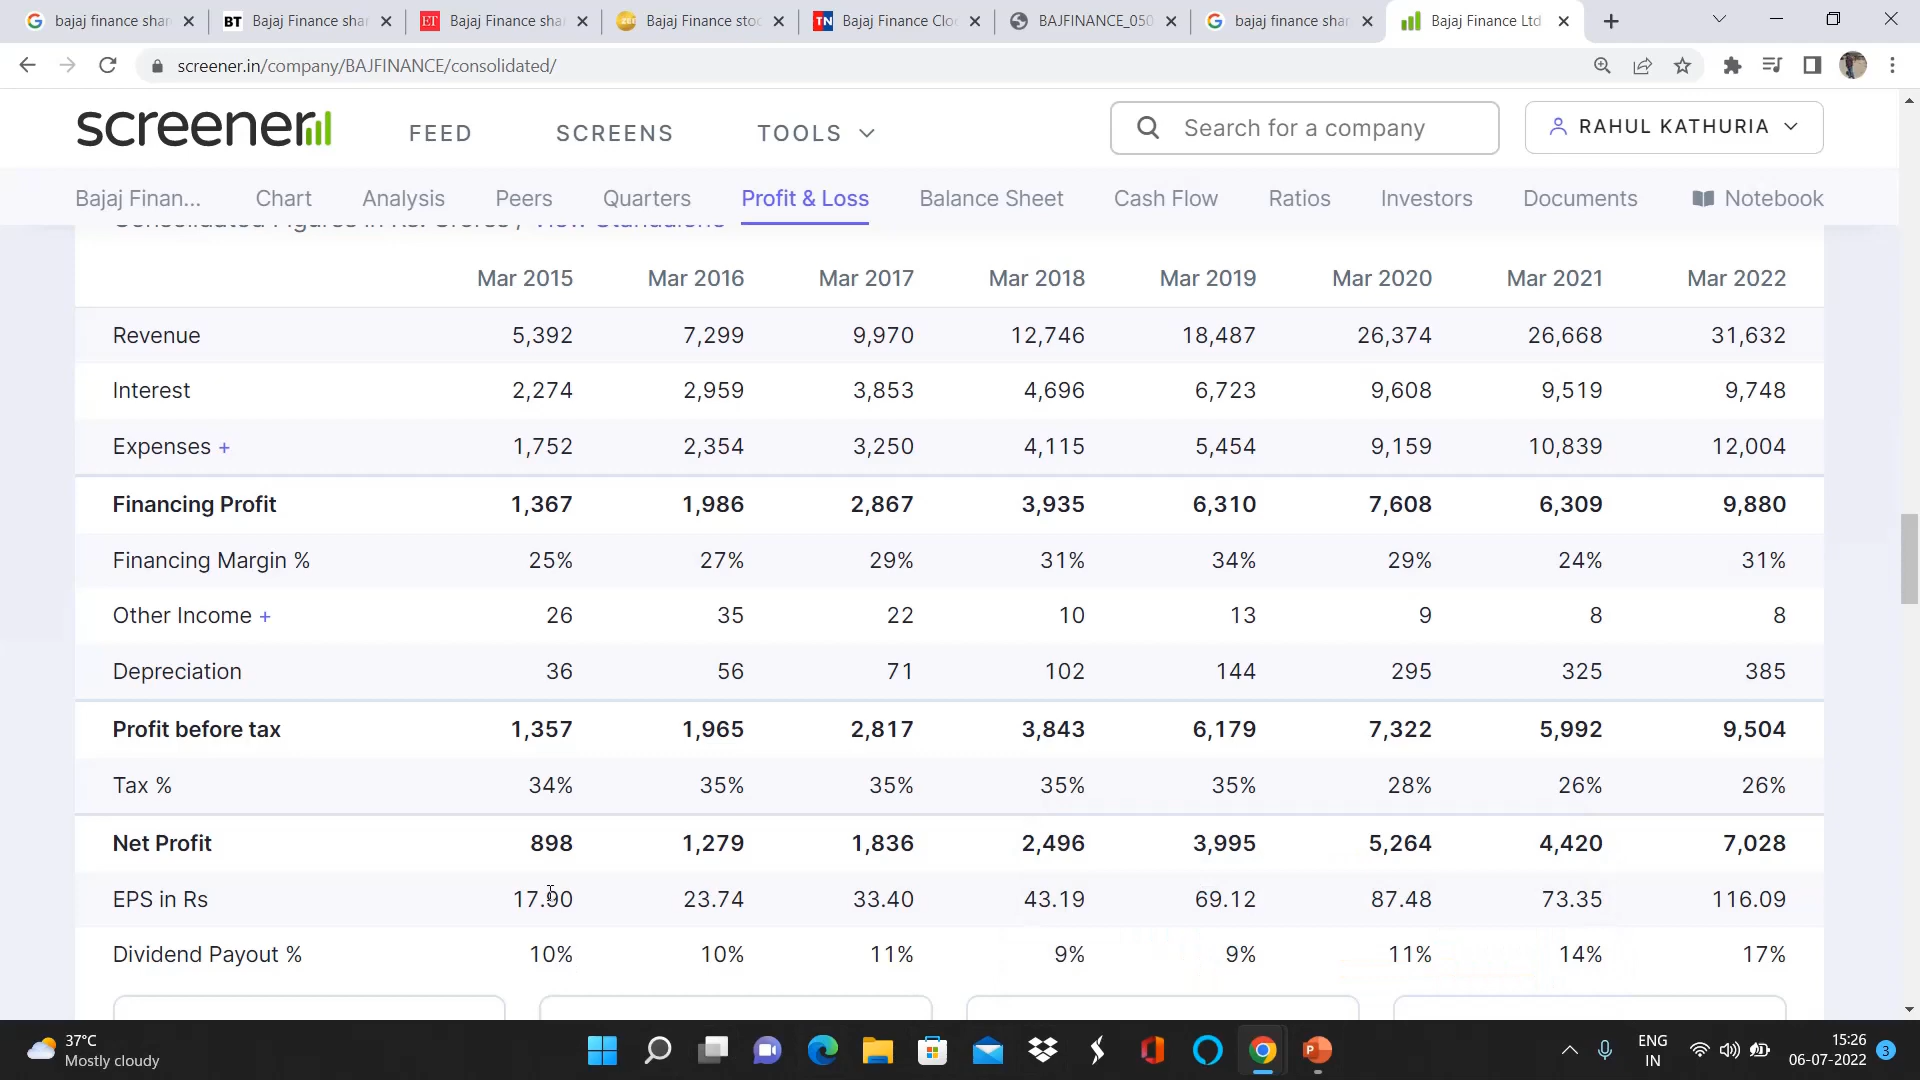 bajaj finance shar
Bajaj Finance shar
Bajaj Finance sha
Bajaj Finance stoc
Bajaj Finance Clo
BAJFINANCE_050
bajaj finance shar
Bajaj Finance Ltd
screener.in/company/BAJFINANCE/consolidated/
screener FEED SCREENS TOOLS Search for a company RAHUL KATHURIA
Bajaj Finan... Chart Analysis Peers Quarters Profit & Loss Balance Sheet Cash Flow Ratios Investors Documents Notebook
Consolidated Figures in Rs. Crores / View Standalone
Mar 2015 Mar 2016 Mar 2017 Mar 2018 Mar 2019 Mar 2020 Mar 2021 Mar 2022
Revenue 5,392 7,299 9,970 12,746 18,487 26,374 26,668 31,632
Interest 2,274 2,959 3,853 4,696 6,723 9,608 9,519 9,748
Expenses + 1,752 2,354 3,250 4,115 5,454 9,159 10,839 12,004
Financing Profit 1,367 1,986 2,867 3,935 6,310 7,608 6,309 9,880
Financing Margin % 25% 27% 29% 31% 34% 29% 24% 31%
Other Income + 26 35 22 10 13 9 8 8
Depreciation 36 56 71 102 144 295 325 385
Profit before tax 1,357 1,965 2,817 3,843 6,179 7,322 5,992 9,504
Tax % 34% 35% 35% 35% 35% 28% 26% 26%
Net Profit 898 1,279 1,836 2,496 3,995 5,264 4,420 7,028
EPS in Rs 17.90 23.74 33.40 43.19 69.12 87.48 73.35 116.09
Dividend Payout % 10% 10% 11% 9% 9% 11% 14% 17%
37°C
Mostly cloudy
ENG
IN
15:26
06-07-2022
3